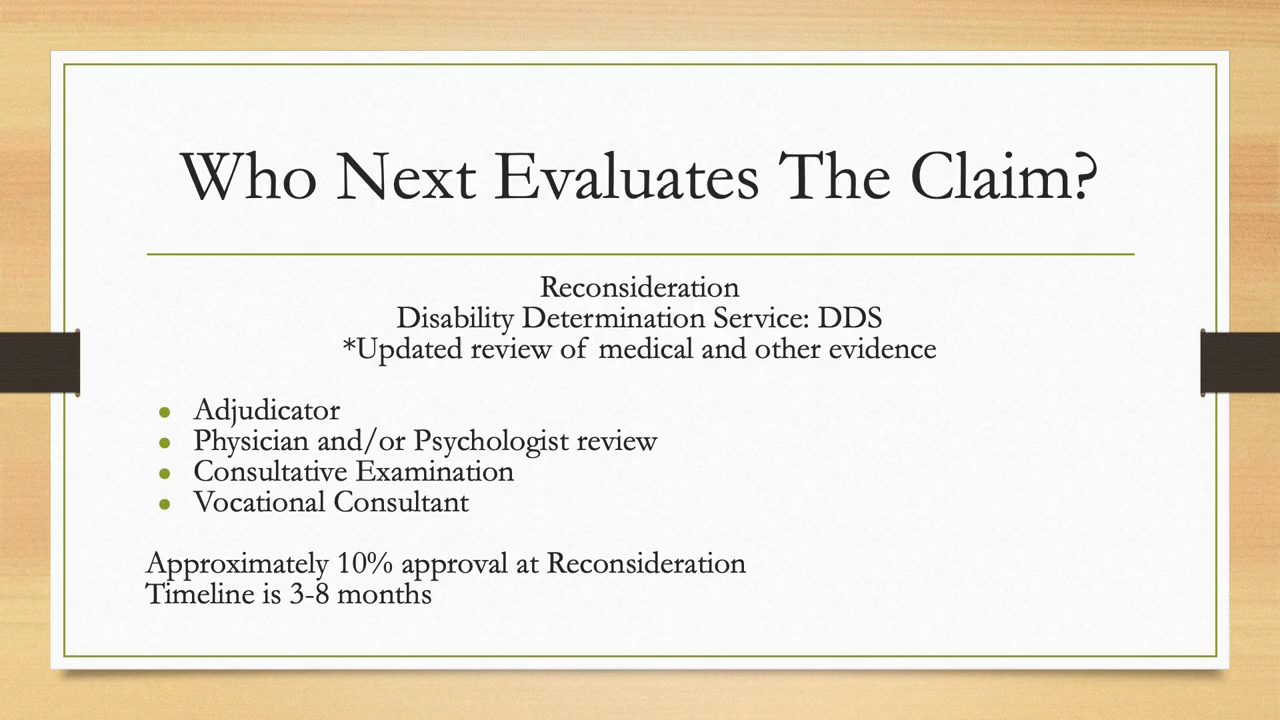 Who Next Evaluates The Claim?
Reconsideration
Disability Determination Service: DDS
*Updated review of medical and other evidence
• Adjudicator
• Physician and/or Psychologist review
• Consultative Examination
• Vocational Consultant
Approximately 10% approval at Reconsideration
Timeline is 3-8 months